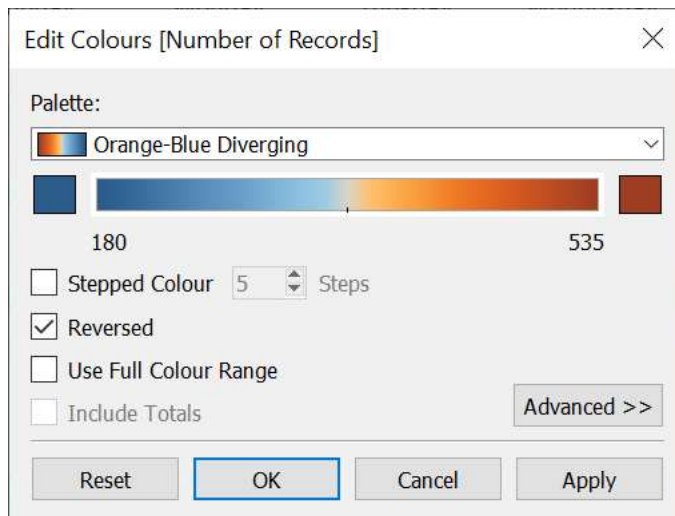 Edit Colours [Number of Records]
Palette:
Orange-Blue Diverging
180 535
Stepped Colour 5 Steps
Reversed
Use Full Colour Range
Include Totals
Advanced >>
Reset OK Cancel Apply